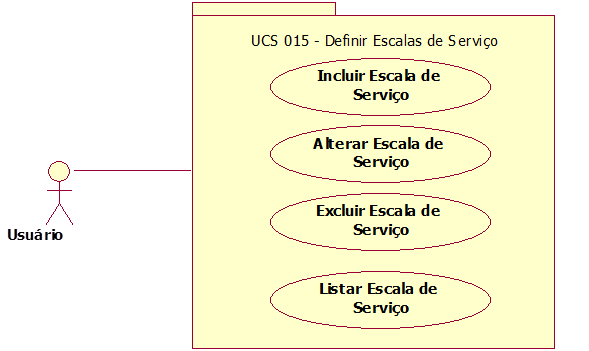 UCS 015 - Definir Escalas de Serviço
Incluir Escala de
Serviço
Alterar Escala de
Serviço
Excluir Escala de
Serviço
Listar Escala de
Serviço
Usuário